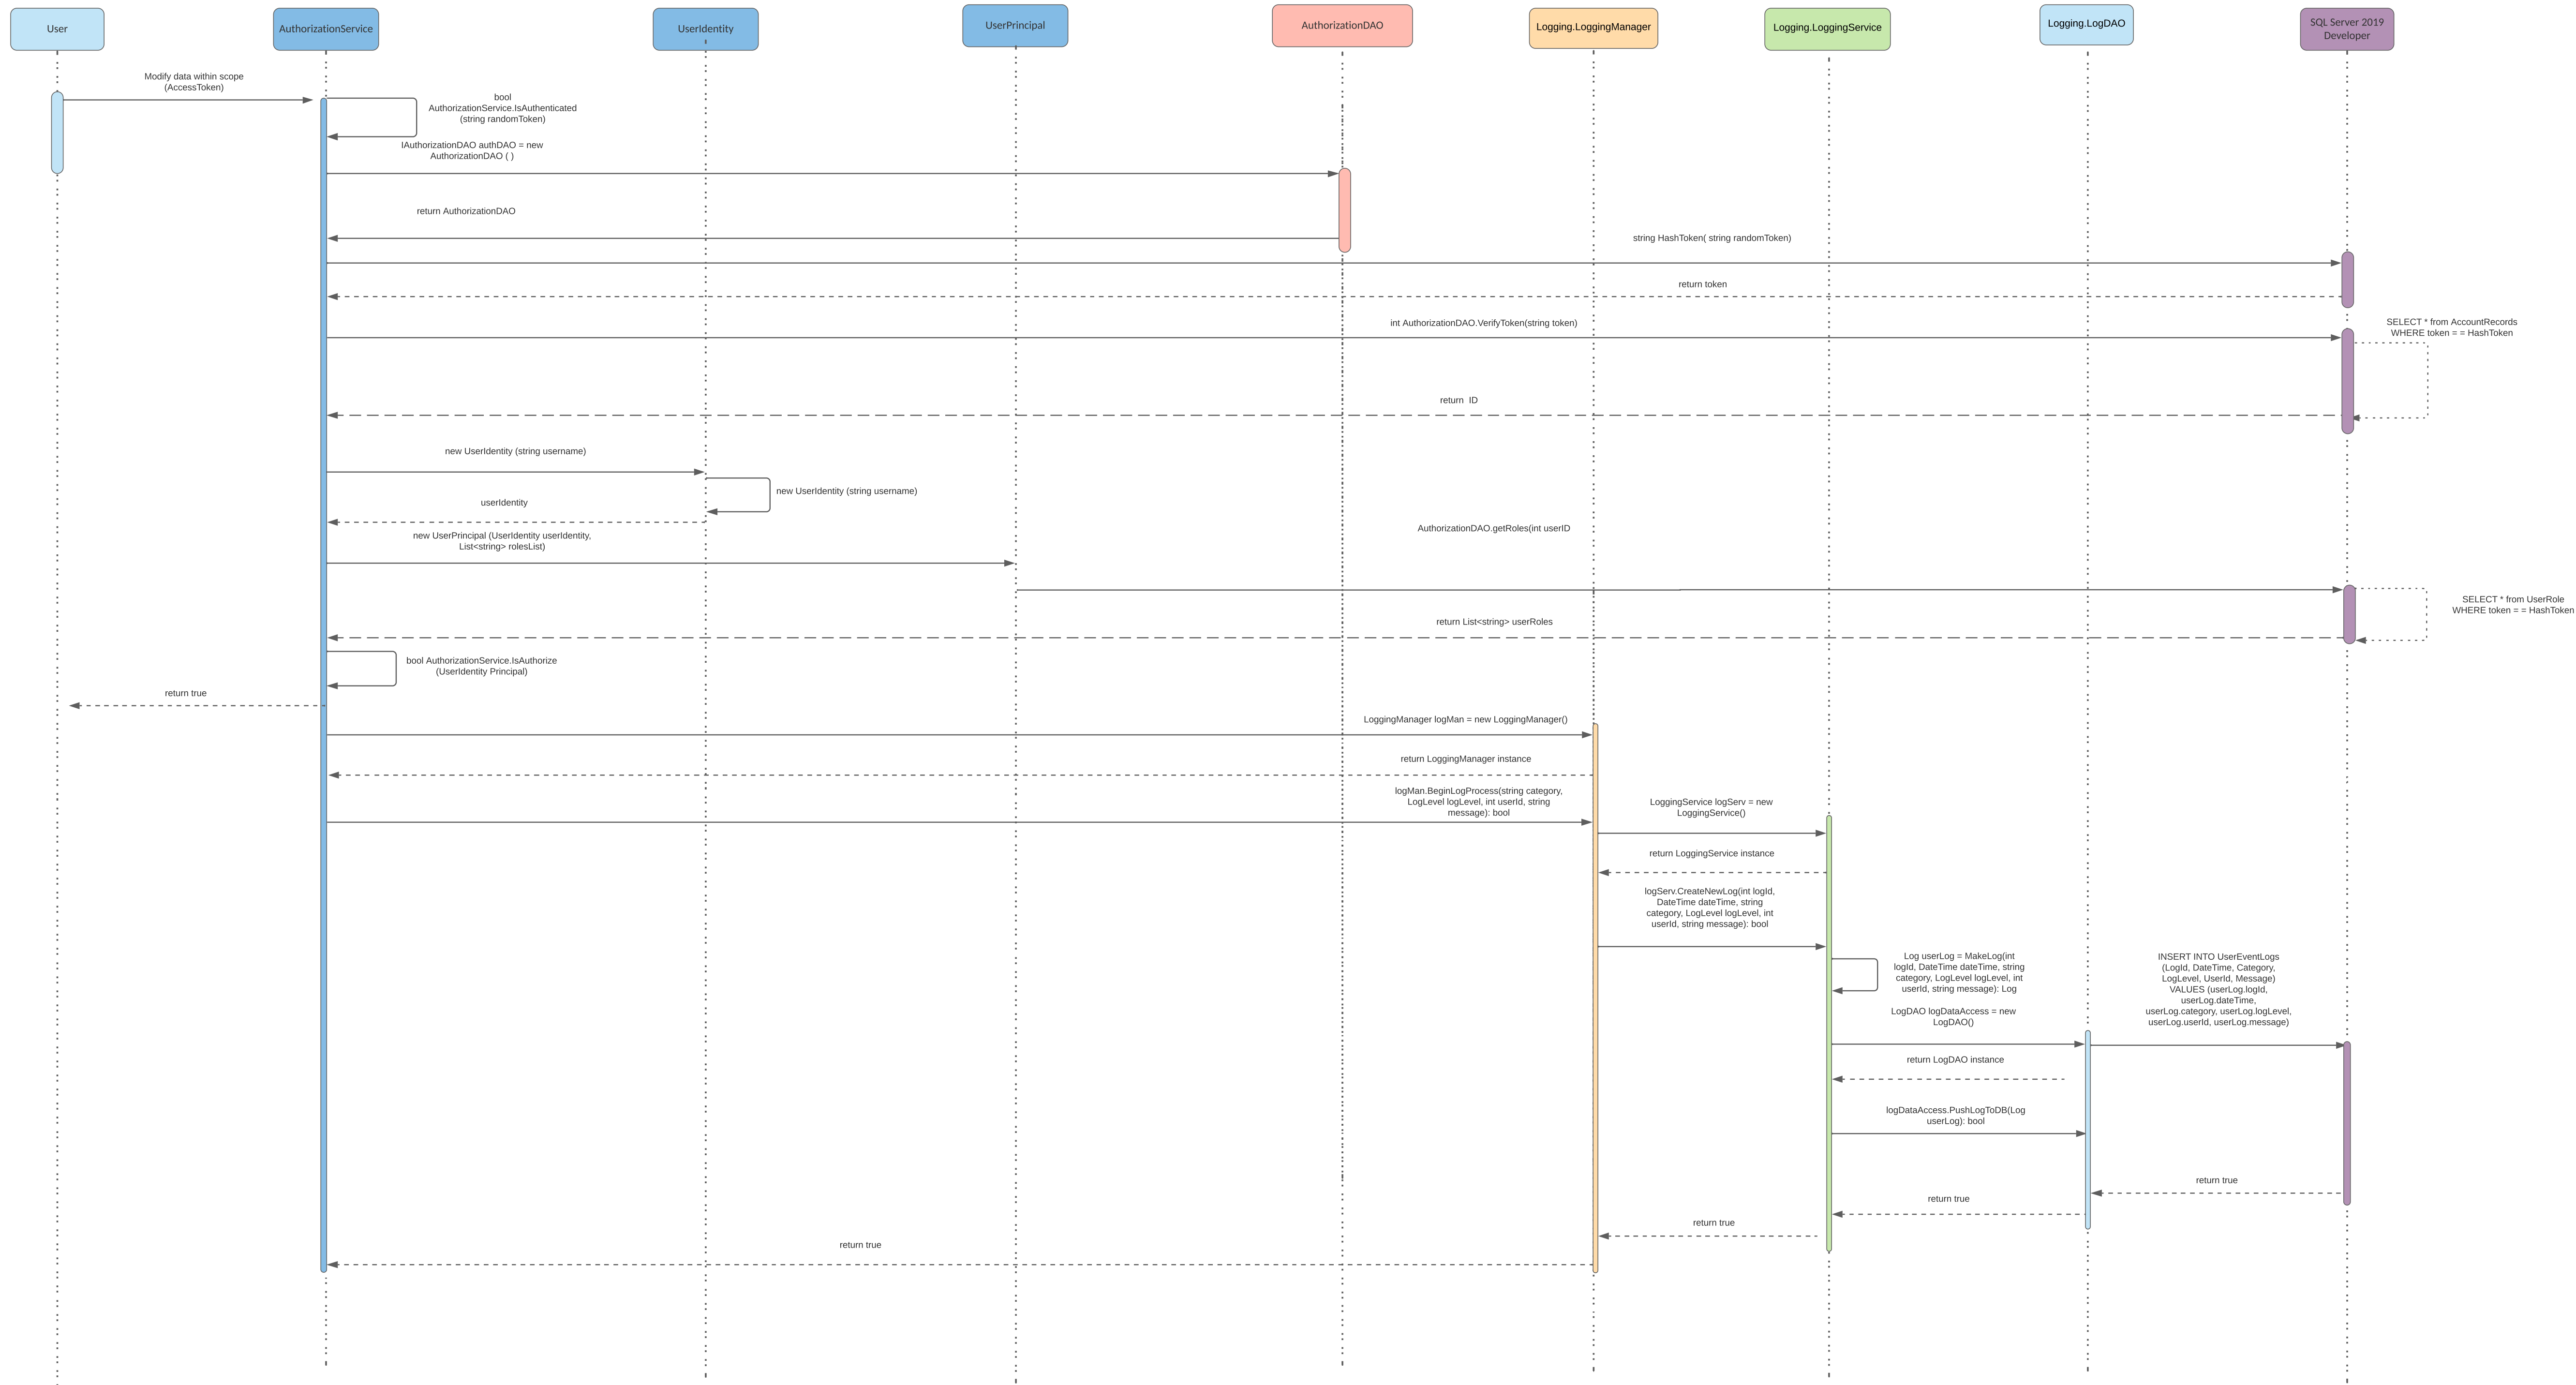 User
AuthorizationService
UserIdentity
UserPrincipal
AuthorizationDAO
Logging.LoggingManager
Logging.LoggingService
Logging.LogDAO
SQL Server 2019
Developer
Modify data within scope
(AccessToken)
bool
AuthorizationService.IsAuthenticated
(string randomToken)
IAuthorizationDAO authDAO = new
AuthorizationDAO ( )
return AuthorizationDAO
string HashToken( string randomToken)
return token
int AuthorizationDAO.VerifyToken(string token)
SELECT * from AccountRecords
WHERE token = = HashToken
return  ID
new UserIdentity (string username)
new UserIdentity (string username)
userIdentity
new UserPrincipal (UserIdentity userIdentity,
List<string> rolesList)
AuthorizationDAO.getRoles(int userID
SELECT * from UserRole
WHERE token = = HashToken
return List<string> userRoles
bool AuthorizationService.IsAuthorize
(UserIdentity Principal)
return true
LoggingManager logMan = new LoggingManager()
return LoggingManager instance
logMan.BeginLogProcess(string category,
LogLevel logLevel, int userId, string
message): bool
LoggingService logServ = new
LoggingService()
return LoggingService instance
logServ.CreateNewLog(int logId,
DateTime dateTime, string
category, LogLevel logLevel, int
userId, string message): bool
Log userLog = MakeLog(int
logId, DateTime dateTime, string
category, LogLevel logLevel, int
userId, string message): Log
LogDAO logDataAccess = new
LogDAO()
INSERT INTO UserEventLogs
(LogId, DateTime, Category,
LogLevel, UserId, Message)
VALUES (userLog.logId,
userLog.dateTime,
userLog.category, userLog.logLevel,
userLog.userId, userLog.message)
return LogDAO instance
logDataAccess.PushLogToDB(Log
userLog): bool
return true
return true
return true
return true